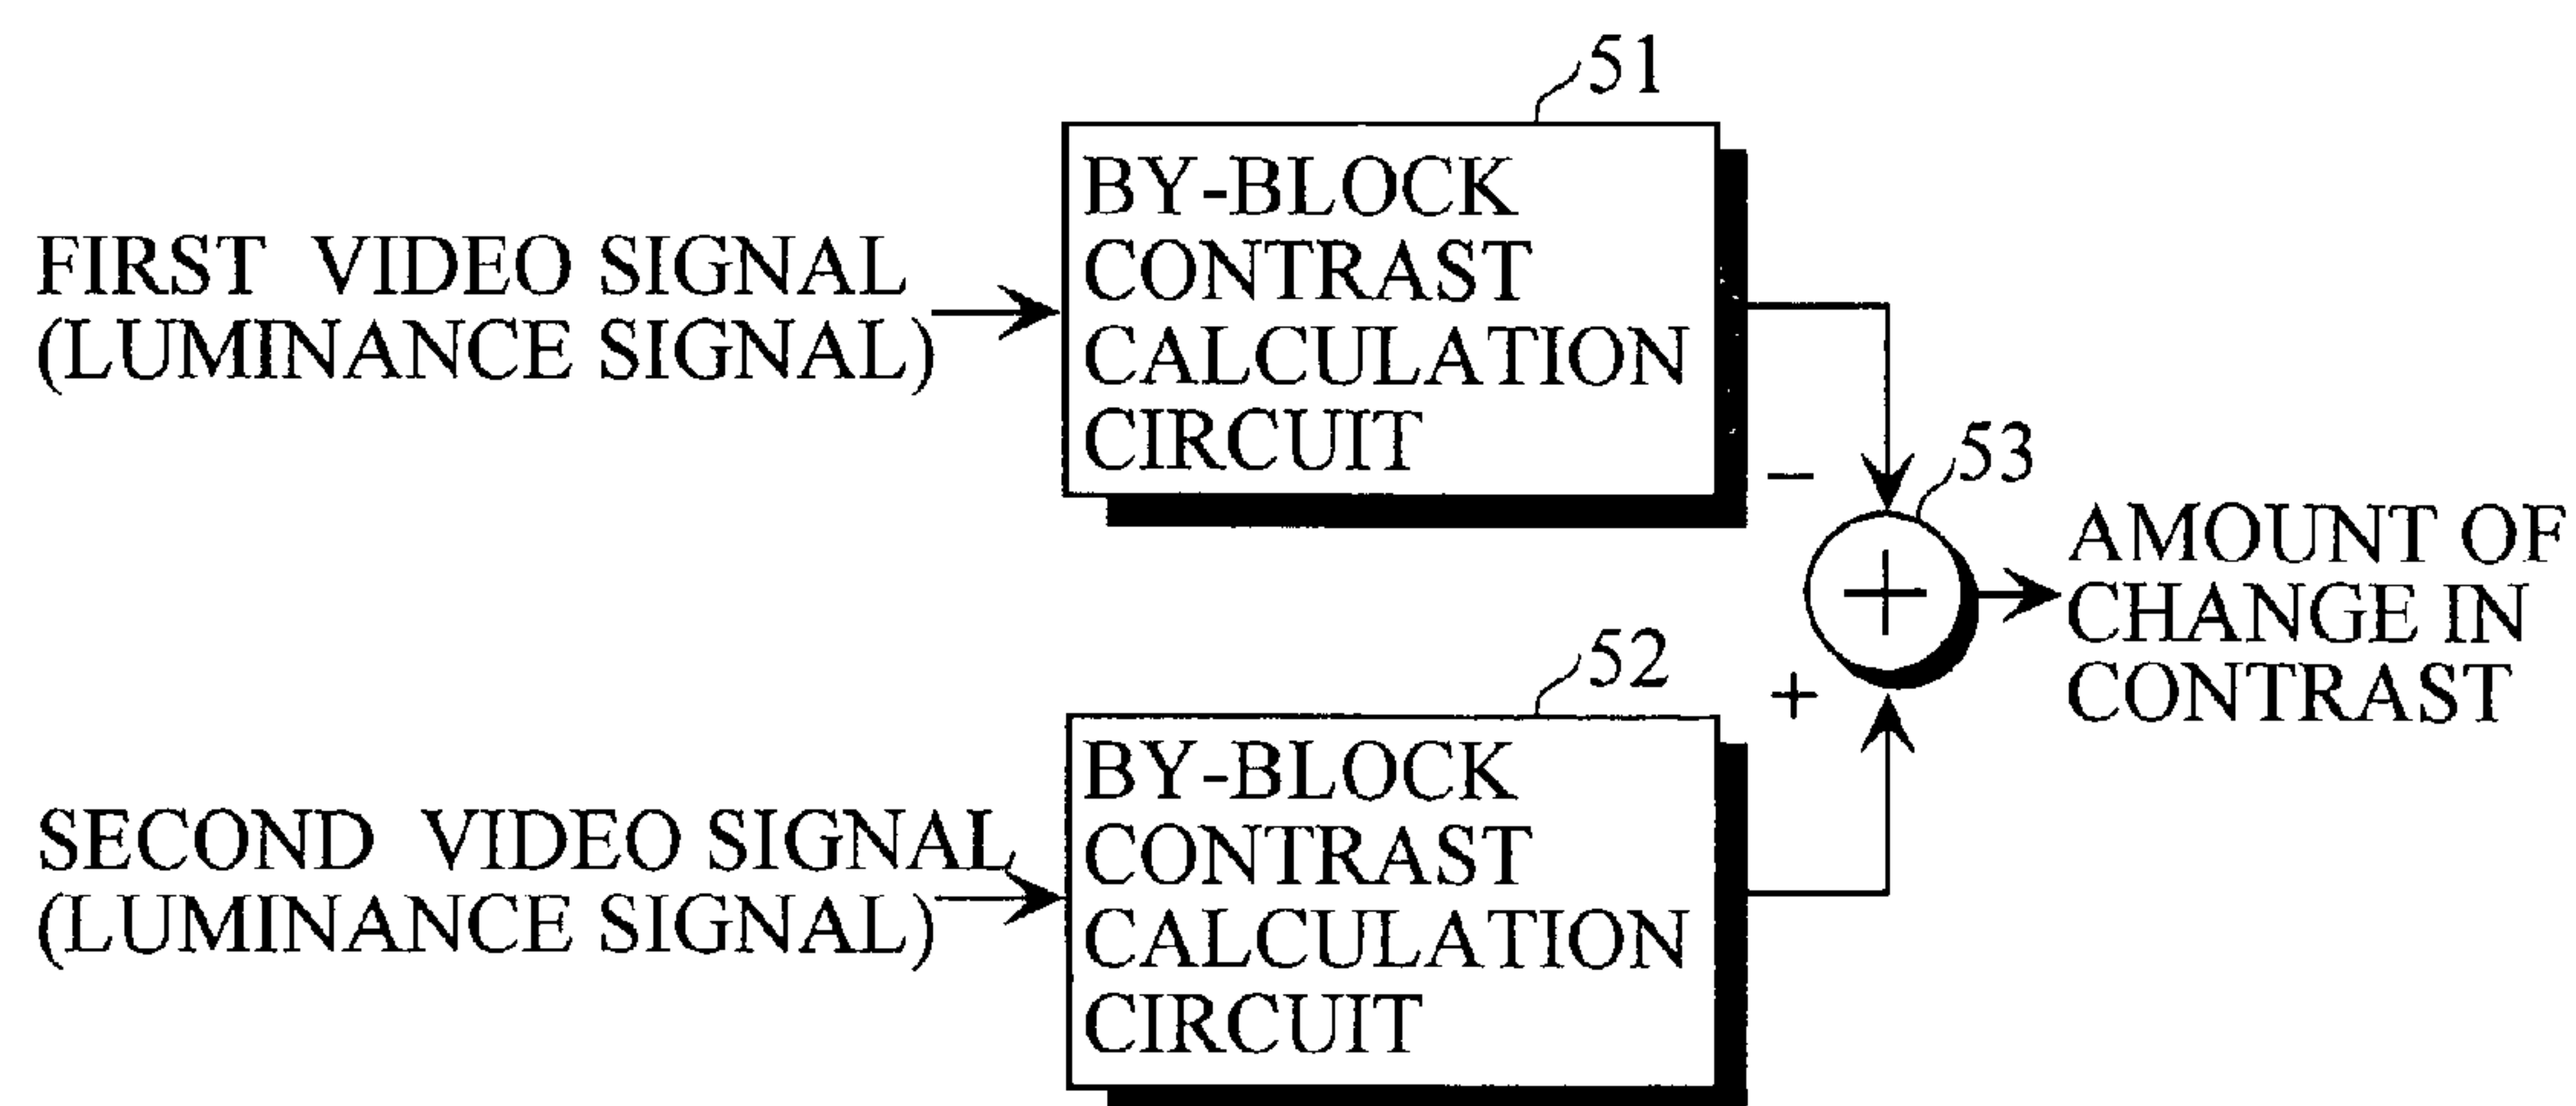 51
BY-BLOCK
CONTRAST
CALCULATION
CIRCUIT
FIRST VIDEO SIGNAL
(LUMINANCE SIGNAL)
−
53
+
AMOUNT OF
CHANGE IN
CONTRAST
+
52
BY-BLOCK
CONTRAST
CALCULATION
CIRCUIT
SECOND VIDEO SIGNAL
(LUMINANCE SIGNAL)